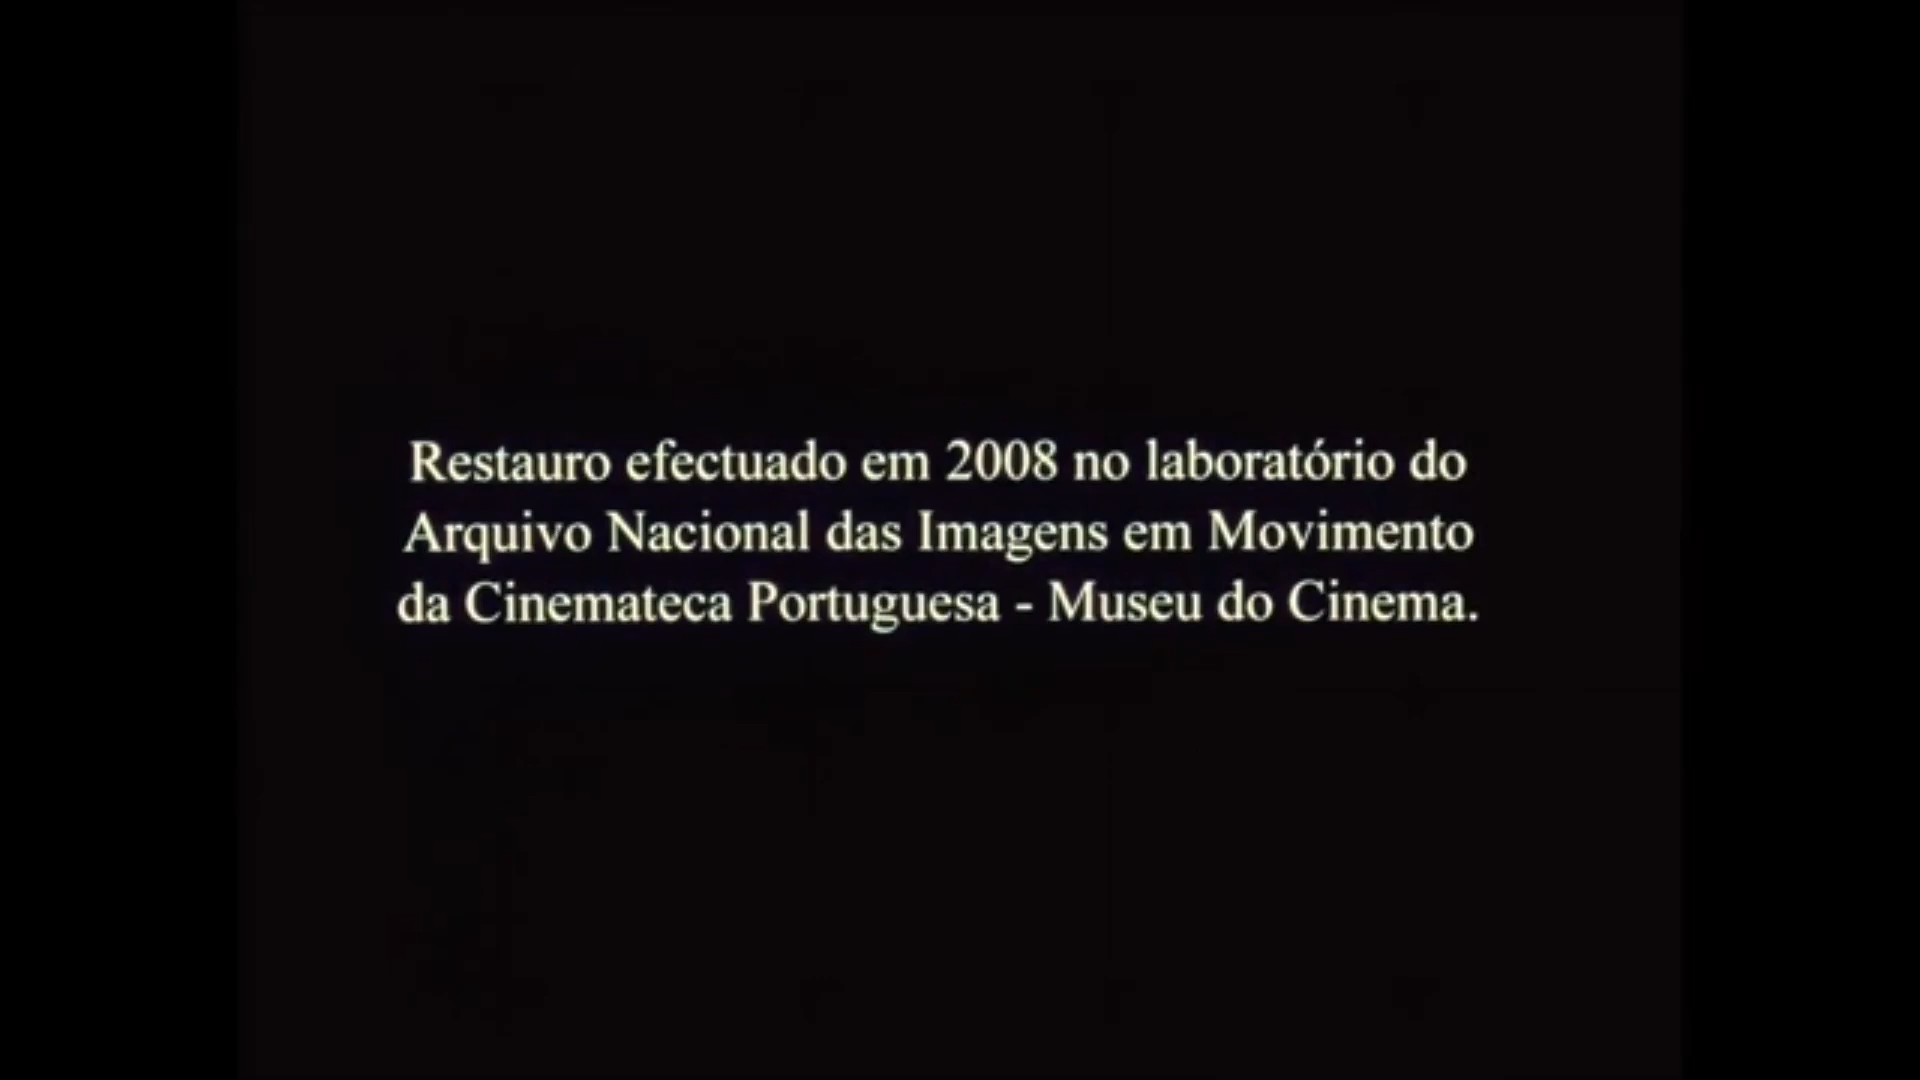 Restauro efectuado em 2008 no laboratório do
Arquivo Nacional das Imagens em Movimento
da Cinemateca Portuguesa - Museu do Cinema.